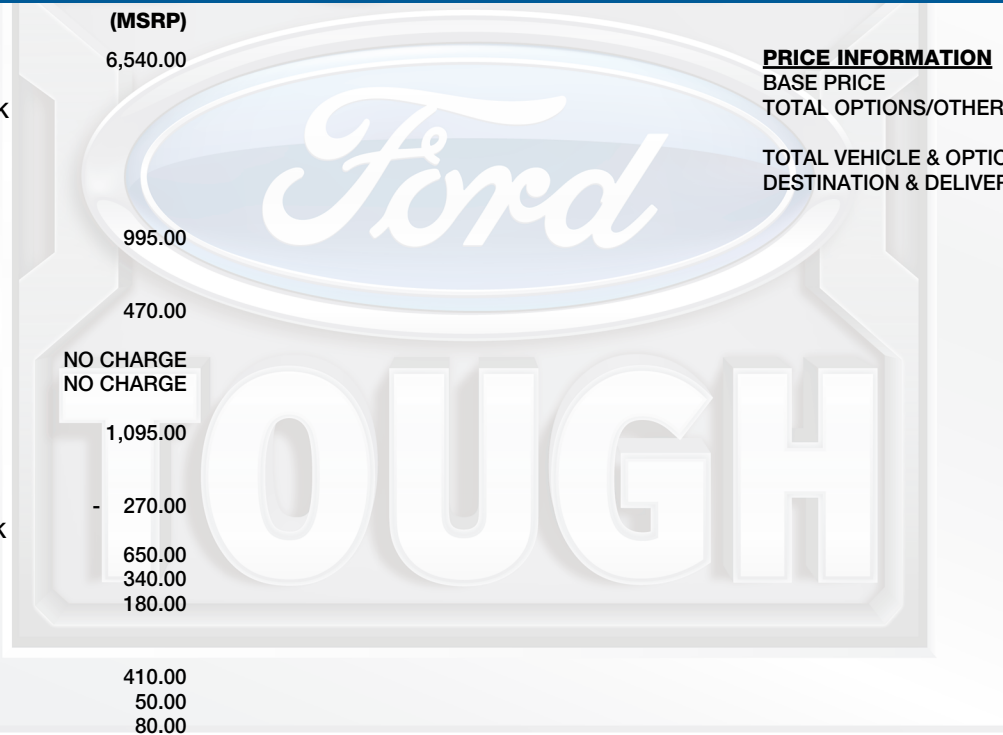 (MSRP)
6,540.00
PRICE INFORMATION
BASE PRICE
K
TOTAL OPTIONS/OTHER
TOTAL VEHICLE & OPTIO
DESTINATION & DELIVER
Ford
995.00
470.00
NO CHARGE
NO CHARGE
TOUGH
1,095.00
- 270.00
K
650.00
340.00
180.00
410.00
50.00
80.00